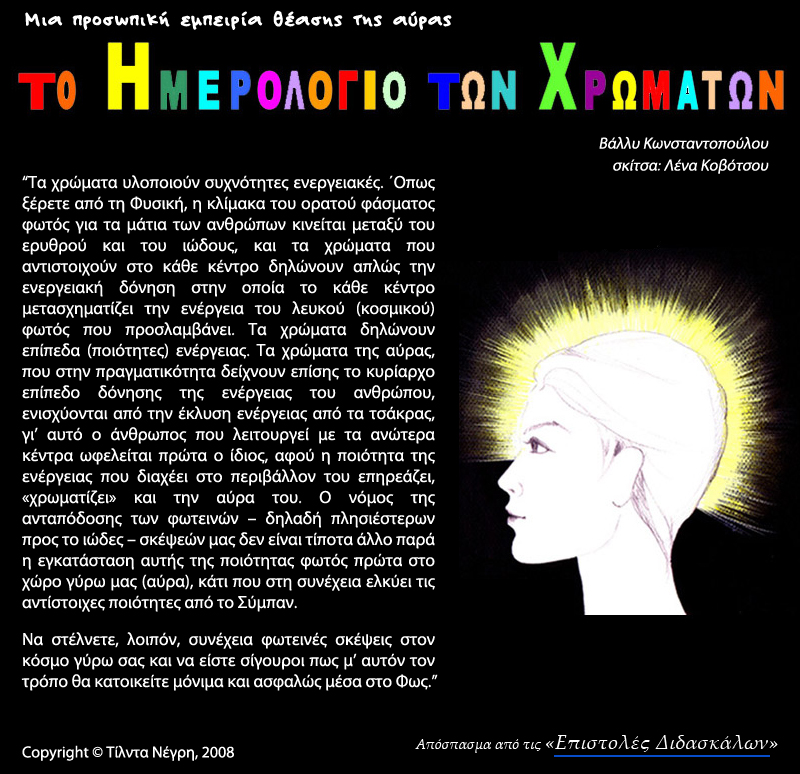 Μια προσωπική εμπειρία θέασης της αύρας
ΤΟ ΗΜΕΡΟΛΟΓΙΟ ΤΩΝ ΧΡΩΜΑΤΩΝ
Βάλλυ Κωνσταντοπούλου
σκίτσα: Λένα Κοβότσου
“Τα χρώματα υλοποιούν συχνότητες ενεργειακές. ΄Οπως
ξέρετε από τη Φυσική, η κλίμακα του ορατού φάσματος
φωτός για τα μάτια των ανθρώπων κινείται μεταξύ του
ερυθρού και του ιώδους, και τα χρώματα που
αντιστοιχούν στο κάθε κέντρο δηλώνουν απλώς την
ενεργειακή δόνηση στην οποία το κάθε κέντρο
μετασχηματίζει την ενέργεια του λευκού (κοσμικού)
φωτός που προσλαμβάνει. Τα χρώματα δηλώνουν
επίπεδα (ποιότητες) ενέργειας. Τα χρώματα της αύρας,
που στην πραγματικότητα δείχνουν επίσης το κυρίαρχο
επίπεδο δόνησης της ενέργειας του ανθρώπου,
ενισχύονται από την έκλυση ενέργειας από τα τσάκρας,
γι’ αυτό ο άνθρωπος που λειτουργεί με τα ανώτερα
κέντρα ωφελείται πρώτα ο ίδιος, αφού η ποιότητα της
ενέργειας που διαχέει στο περιβάλλον του επηρεάζει,
«χρωματίζει» και την αύρα του. Ο νόμος της
ανταπόδοσης των φωτεινών – δηλαδή πλησιέστερων
προς το ιώδες – σκέψεών μας δεν είναι τίποτα άλλο παρά
η εγκατάσταση αυτής της ποιότητας φωτός πρώτα στο
χώρο γύρω μας (αύρα), κάτι που στη συνέχεια ελκύει τις
αντίστοιχες ποιότητες από το Σύμπαν.
Να στέλνετε, λοιπόν, συνέχεια φωτεινές σκέψεις στον
κόσμο γύρω σας και να είστε σίγουροι πως μ’ αυτόν τον
τρόπο θα κατοικείτε μόνιμα και ασφαλώς μέσα στο Φως.”
Απόσπασμα από τις «Επιστολές Διδασκάλων»
Copyright © Τίλντα Νέγρη, 2008